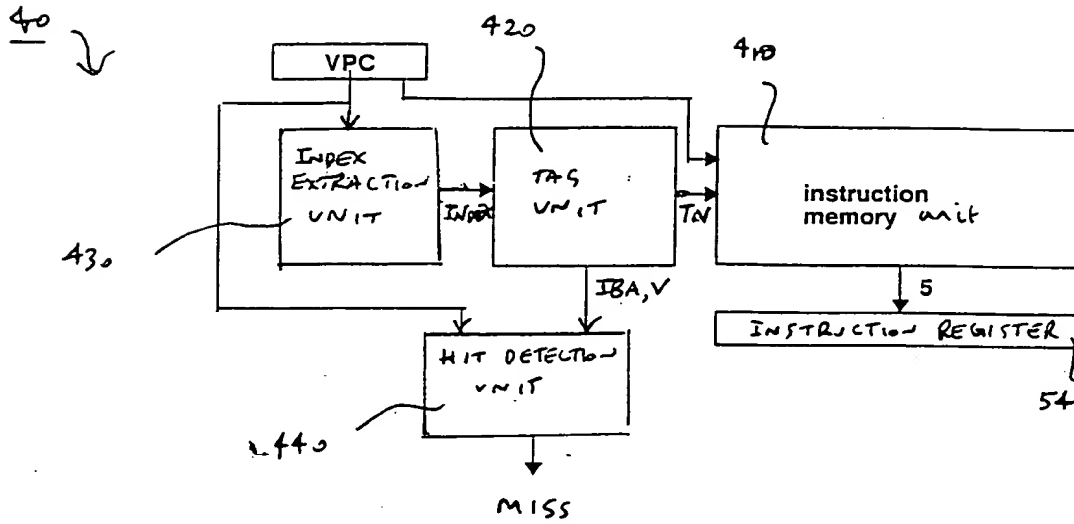 40
420
410
VPC
INDEX
EXTRACTION
UNIT
INDEX
TAG
UNIT
TN
instruction
memory unit
430
IBA, V
5
HIT DETECTION
UNIT
INSTRUCTION REGISTER
54
440
MISS